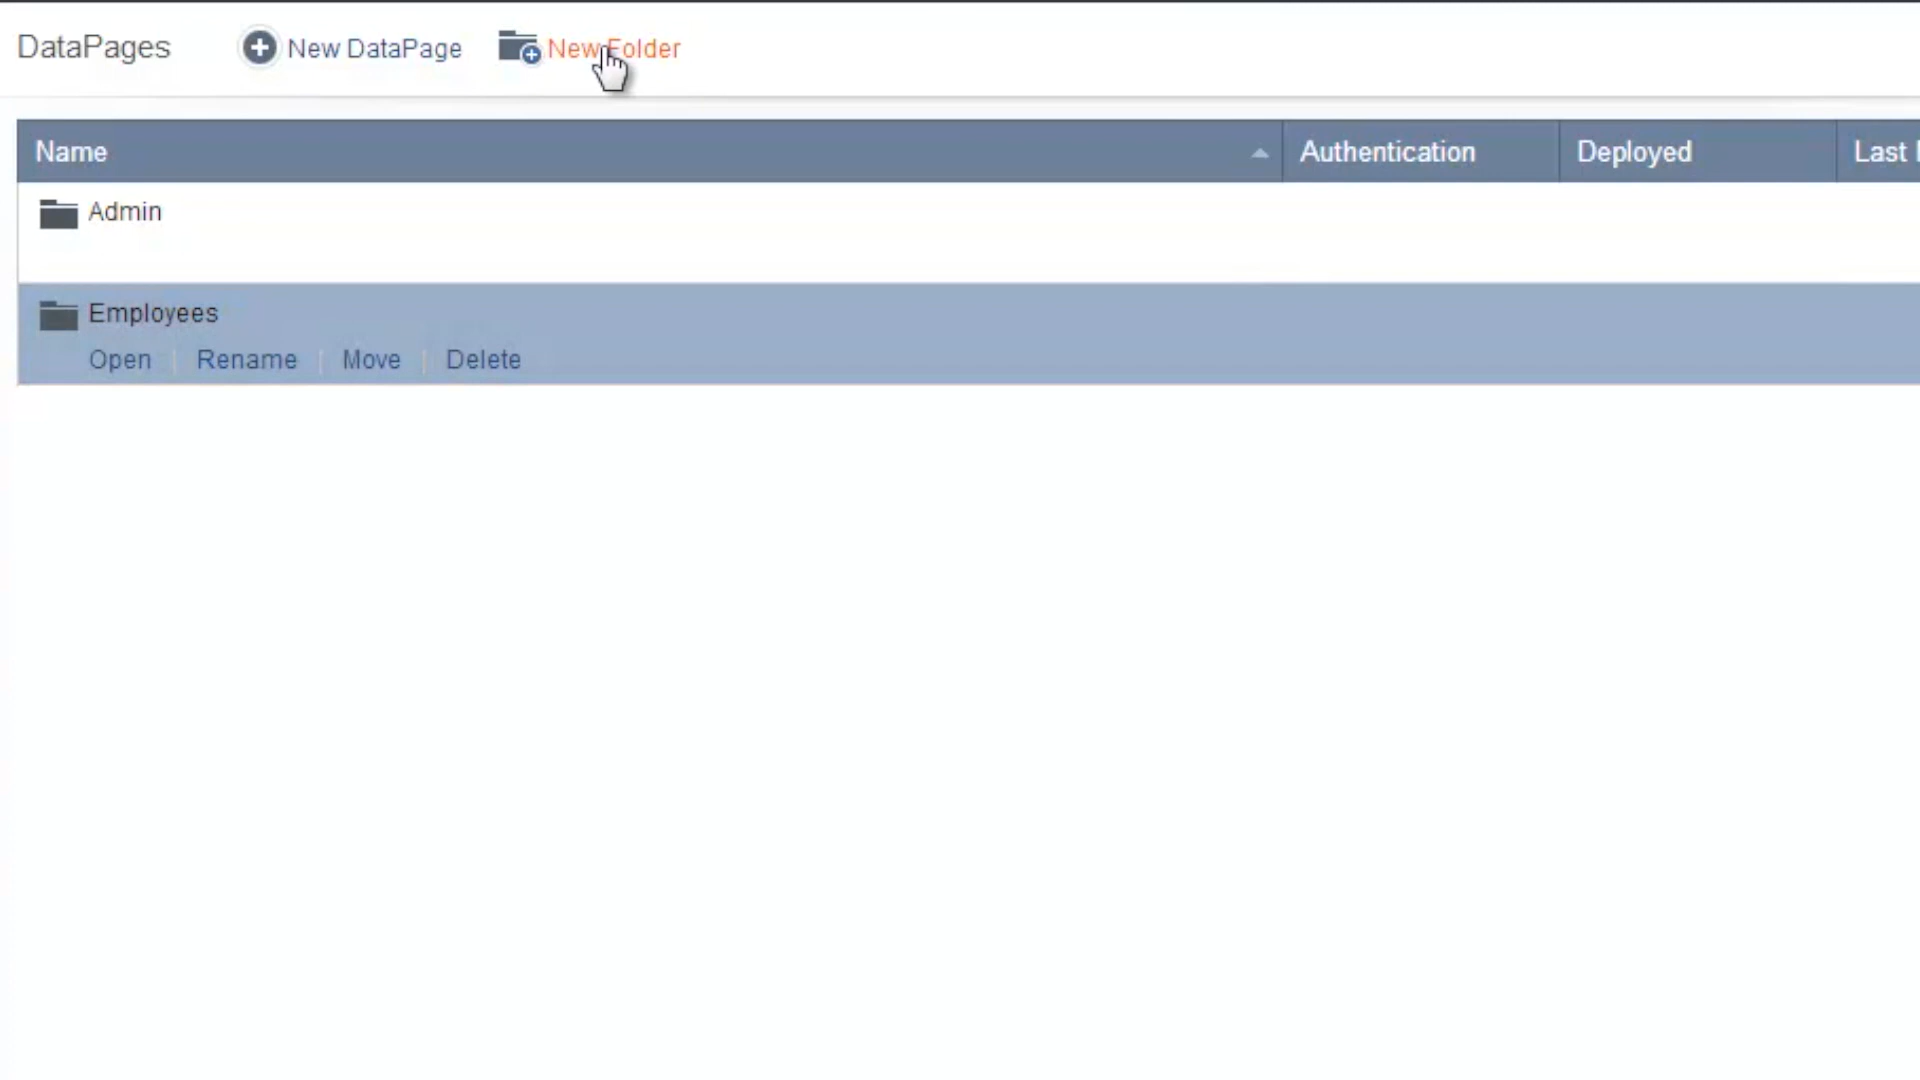 DataPages
New DataPage
New Folder
Name
Authentication
Deployed
Last
Admin
Employees
Open | Rename | Move | Delete